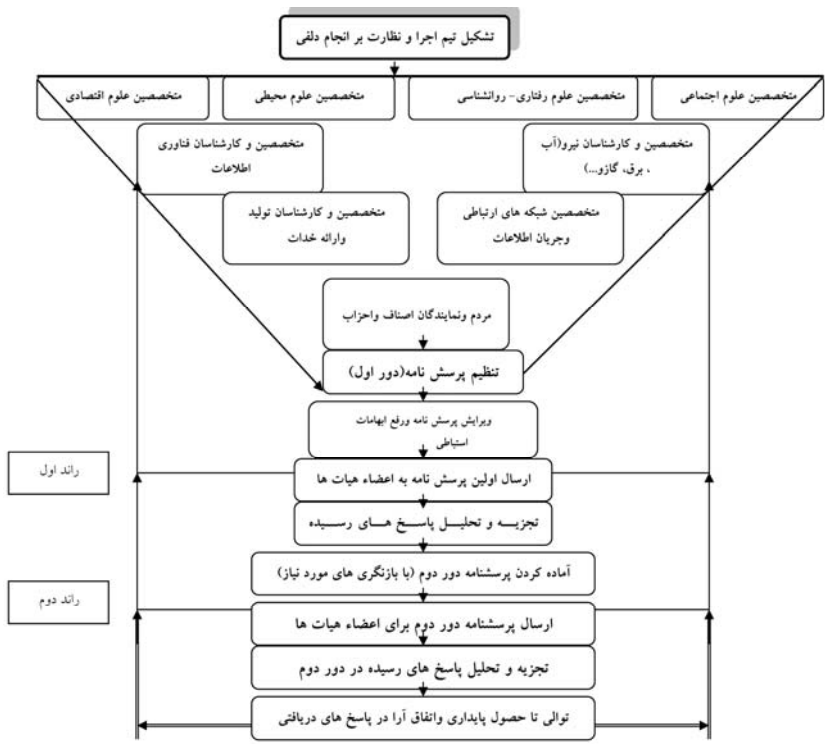 تشکیل تیم اجرا و نظارت بر انجام دلفی
متخصصین علوم اجتماعی
متخصصین علوم رفتاری- روانشناسی
متخصصین علوم محیطی
متخصصین علوم اقتصادی
متخصصین و کارشناسان نیرو(آب
، برق، گازو...)
متخصصین و کارشناسان فناوری
اطلاعات
متخصصین شبکه های ارتباطی
وجریان اطلاعات
متخصصین و کارشناسان تولید
وارائه خدات
مردم ونمایندگان اصناف واحزاب
تنظیم پرسش نامه(دور اول)
ویرایش پرسش نامه ورفع ابهامات
استباطی
راند اول
ارسال اولین پرسش نامه به اعضاء هیات ها
تجزیــه و تحلیــل پاســخ هــای رســیده
آماده کردن پرسشنامه دور دوم (با بازنگری های مورد نیاز)
راند دوم
ارسال پرسشنامه دور دوم برای اعضاء هیات ها
تجزیه و تحلیل پاسخ های رسیده در دور دوم
توالی تا حصول پایداری واتفاق آرا در پاسخ های دریافتی